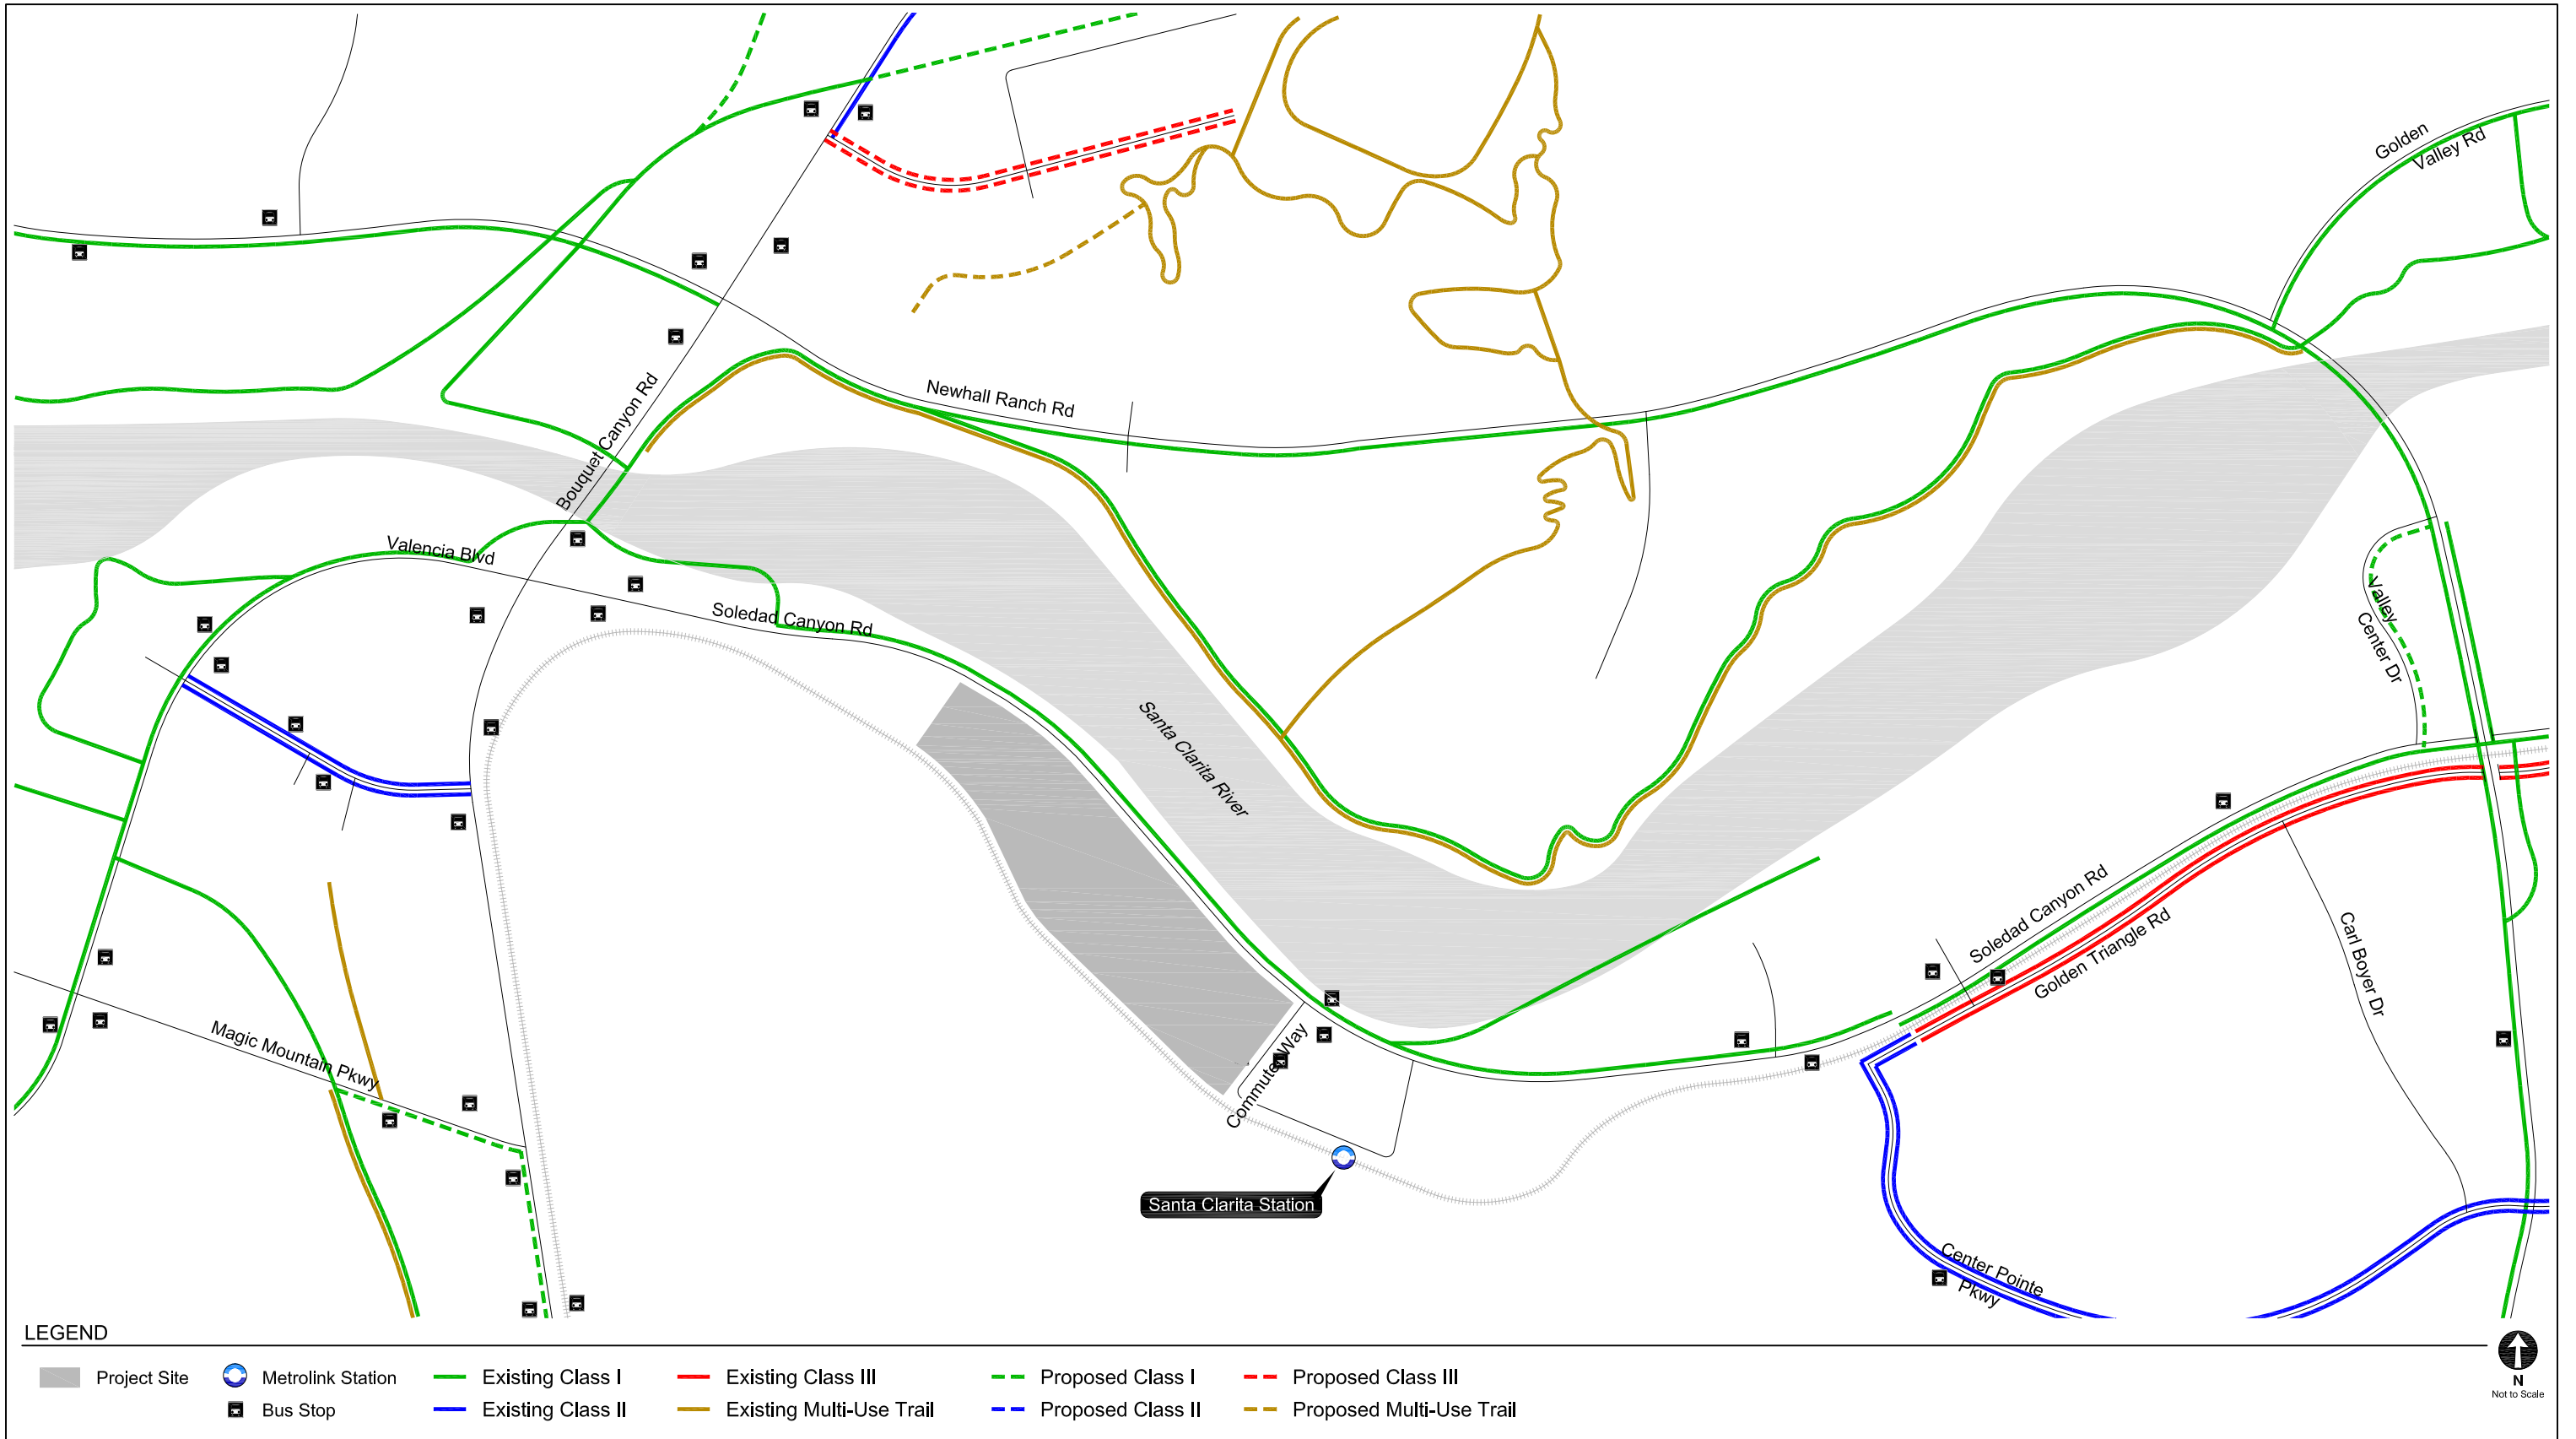 Golden
Valley Rd
Newhall Ranch Rd
Bouquet Canyon Rd
Valencia Blvd
Soledad Canyon Rd
Valley
Center Dr
Santa Clarita River
Soledad Canyon Rd
Golden Triangle Rd
Carl Boyer Dr
Magic Mountain Pkwy
Commuter Way
Santa Clarita Station
Center Pointe
Pkwy
LEGEND
Project Site
Metrolink Station
Existing Class I
Existing Class III
Proposed Class I
Proposed Class III
Bus Stop
Existing Class II
Existing Multi-Use Trail
Proposed Class II
Proposed Multi-Use Trail
N
Not to Scale